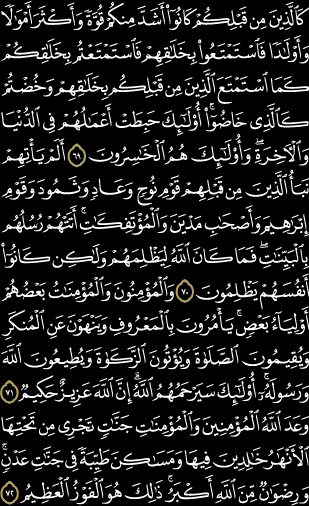 كَالَّذِينَ مِن قَبْلِكُمْ كَانُوٓا۟ أَشَدَّ مِنكُمْ قُوَّةً وَأَكْثَرَ أَمْوَٰلًا
وَأَوْلَٰدًا فَٱسْتَمْتَعُوا۟ بِخَلَٰقِهِمْ فَٱسْتَمْتَعْتُم بِخَلَٰقِكُمْ
كَمَا ٱسْتَمْتَعَ ٱلَّذِينَ مِن قَبْلِكُم بِخَلَٰقِهِمْ وَخُضْتُمْ
كَٱلَّذِى خَاضُوٓا۟ ۚ أُو۟لَٰٓئِكَ حَبِطَتْ أَعْمَٰلُهُمْ فِى ٱلدُّنْيَا
وَٱلْءَاخِرَةِ ۖ وَأُو۟لَٰٓئِكَ هُمُ ٱلْخَٰسِرُونَ ٦٩ أَلَمْ يَأْتِهِمْ
نَبَأُ ٱلَّذِينَ مِن قَبْلِهِمْ قَوْمِ نُوحٍ وَعَادٍ وَثَمُودَ وَقَوْمِ
إِبْرَٰهِيمَ وَأَصْحَٰبِ مَدْيَنَ وَٱلْمُؤْتَفِكَٰتِ ۚ أَتَتْهُمْ رُسُلُهُم
بِٱلْبَيِّنَٰتِ ۖ فَمَا كَانَ ٱللَّهُ لِيَظْلِمَهُمْ وَلَٰكِن كَانُوٓا۟
أَنفُسَهُمْ يَظْلِمُونَ ٧٠ وَٱلْمُؤْمِنُونَ وَٱلْمُؤْمِنَٰتُ بَعْضُهُمْ
أَوْلِيَآءُ بَعْضٍ ۚ يَأْمُرُونَ بِٱلْمَعْرُوفِ وَيَنْهَوْنَ عَنِ ٱلْمُنكَرِ
وَيُقِيمُونَ ٱلصَّلَوٰةَ وَيُؤْتُونَ ٱلزَّكَوٰةَ وَيُطِيعُونَ ٱللَّهَ
وَرَسُولَهُۥٓ ۚ أُو۟لَٰٓئِكَ سَيَرْحَمُهُمُ ٱللَّهُ ۗ إِنَّ ٱللَّهَ عَزِيزٌ حَكِيمٌ ٧١
وَعَدَ ٱللَّهُ ٱلْمُؤْمِنِينَ وَٱلْمُؤْمِنَٰتِ جَنَّٰتٍ تَجْرِى مِن تَحْتِهَا
ٱلْأَنْهَٰرُ خَٰلِدِينَ فِيهَا وَمَسَٰكِنَ طَيِّبَةً فِى جَنَّٰتِ عَدْنٍ ۚ
وَرِضْوَٰنٌ مِّنَ ٱللَّهِ أَكْبَرُ ۚ ذَٰلِكَ هُوَ ٱلْفَوْزُ ٱلْعَظِيمُ ٧٢